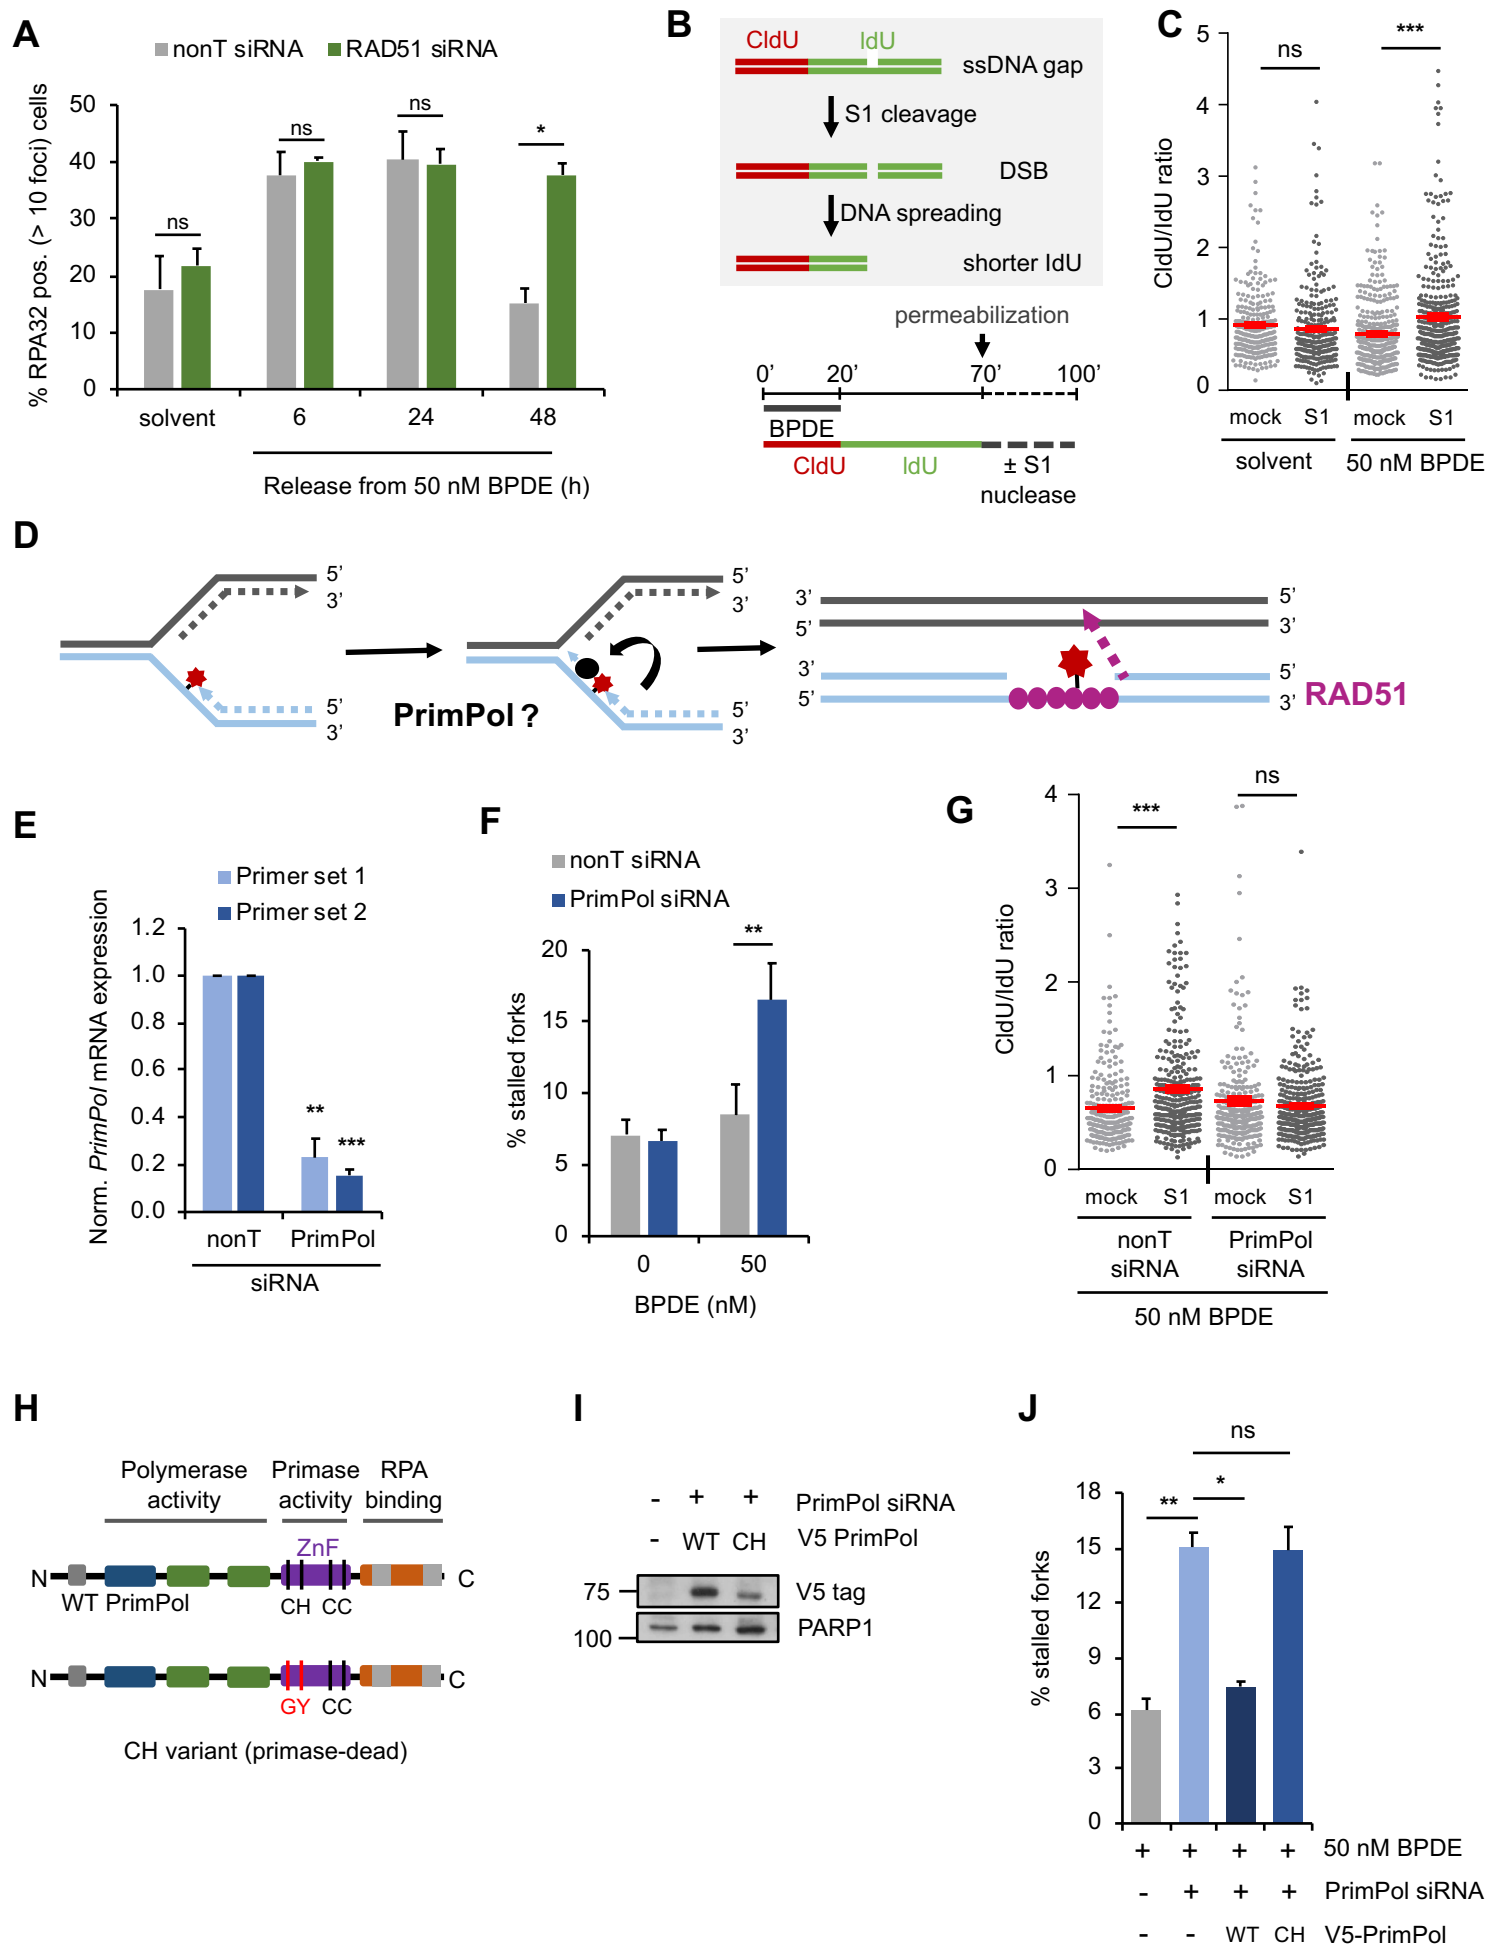 A
nonT siRNA
RAD51 siRNA
% RPA32 pos. (> 10 foci) cells
50
40
30
20
10
0
ns
ns
ns
*
solvent
6
24
48
Release from 50 nM BPDE (h)
B
CldU
IdU
ssDNA gap
S1 cleavage
DSB
DNA spreading
shorter IdU
permeabilization
0’
20’
70’
100’
BPDE
CldU
IdU
± S1
nuclease
C
CldU/IdU ratio
5
4
3
2
1
0
ns
***
mock
S1
mock
S1
solvent
50 nM BPDE
D
5’
3’
5’
3’
PrimPol ?
5’
3’
5’
3’
3’
5’
5’
3’
3’
5’
5’
3’
RAD51
E
Primer set 1
Primer set 2
Norm. PrimPol mRNA expression
1.2
1.0
0.8
0.6
0.4
0.2
0.0
**
***
nonT
PrimPol
siRNA
F
nonT siRNA
PrimPol siRNA
% stalled forks
20
15
10
5
0
**
0
50
BPDE (nM)
G
CldU/IdU ratio
4
3
2
1
0
***
ns
mock
S1
mock
S1
nonT
siRNA
PrimPol
siRNA
50 nM BPDE
H
Polymerase
activity
Primase
activity
RPA
binding
ZnF
N
C
WT PrimPol
CH
CC
N
C
GY
CC
CH variant (primase-dead)
I
-
+
+
PrimPol siRNA
-
WT
CH
V5 PrimPol
75
V5 tag
100
PARP1
J
% stalled forks
18
15
12
9
6
3
0
**
*
ns
+
+
+
+
50 nM BPDE
-
+
+
+
PrimPol siRNA
-
-
WT
CH
V5-PrimPol